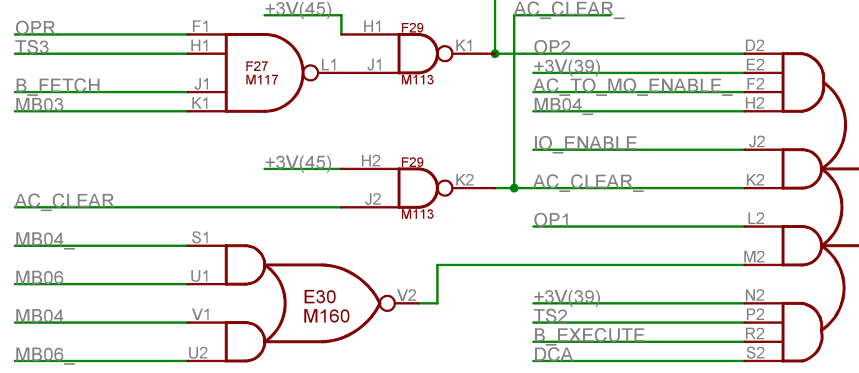 +3V(45) H1 F29 AC_CLEAR_
OPR F1 K1 OP2 D2
TS3 H1 F27 M117 L1 J1 M113 +3V(39) E2
B_FETCH J1 AC_TO_MQ_ENABLE_ F2
MB03 K1 MB04_ H2
IO_ENABLE J2
+3V(45) H2 F29 K2 AC_CLEAR_ K2
AC_CLEAR J2 M113
OP1 L2
MB04_ S1 M2
MB06 U1 E30 M160 V2 +3V(39) N2
MB04 V1 TS2 P2
B_EXECUTE R2
MB06_ U2 DCA S2